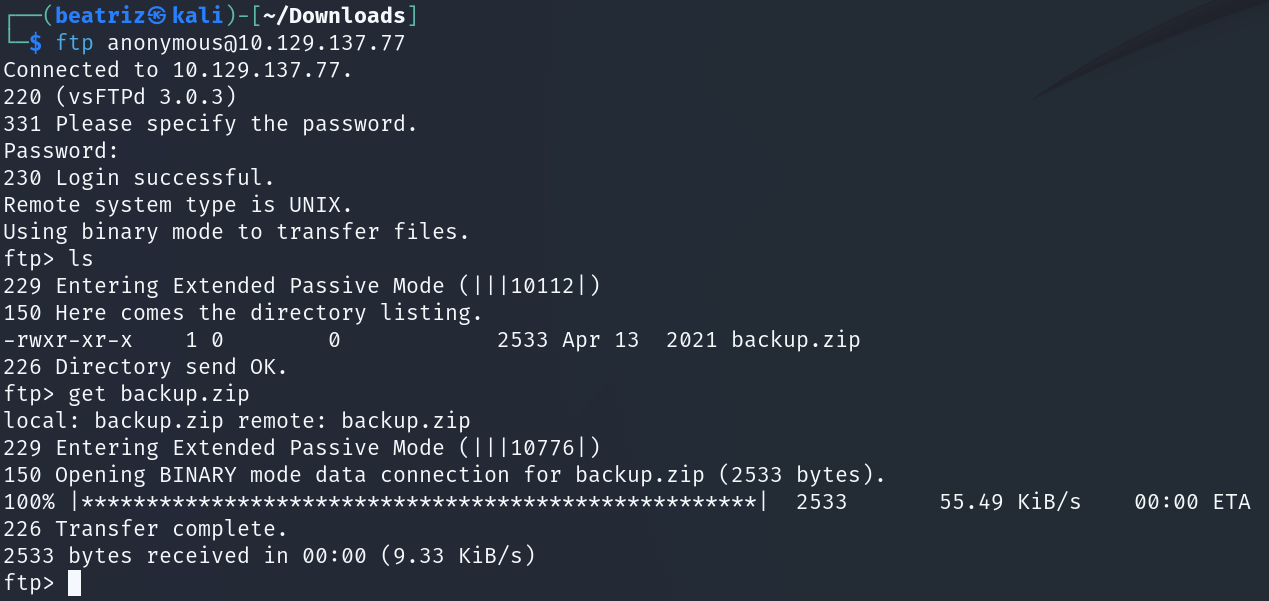 ┌──(beatriz㉿kali)-[~/Downloads]
└─$ ftp anonymous@10.129.137.77
Connected to 10.129.137.77.
220 (vsFTPd 3.0.3)
331 Please specify the password.
Password:
230 Login successful.
Remote system type is UNIX.
Using binary mode to transfer files.
ftp> ls
229 Entering Extended Passive Mode (|||10112|)
150 Here comes the directory listing.
-rwxr-xr-x    1 0        0            2533 Apr 13  2021 backup.zip
226 Directory send OK.
ftp> get backup.zip
local: backup.zip remote: backup.zip
229 Entering Extended Passive Mode (|||10776|)
150 Opening BINARY mode data connection for backup.zip (2533 bytes).
100% |****************************************************|  2533       55.49 KiB/s    00:00 ETA
226 Transfer complete.
2533 bytes received in 00:00 (9.33 KiB/s)
ftp>